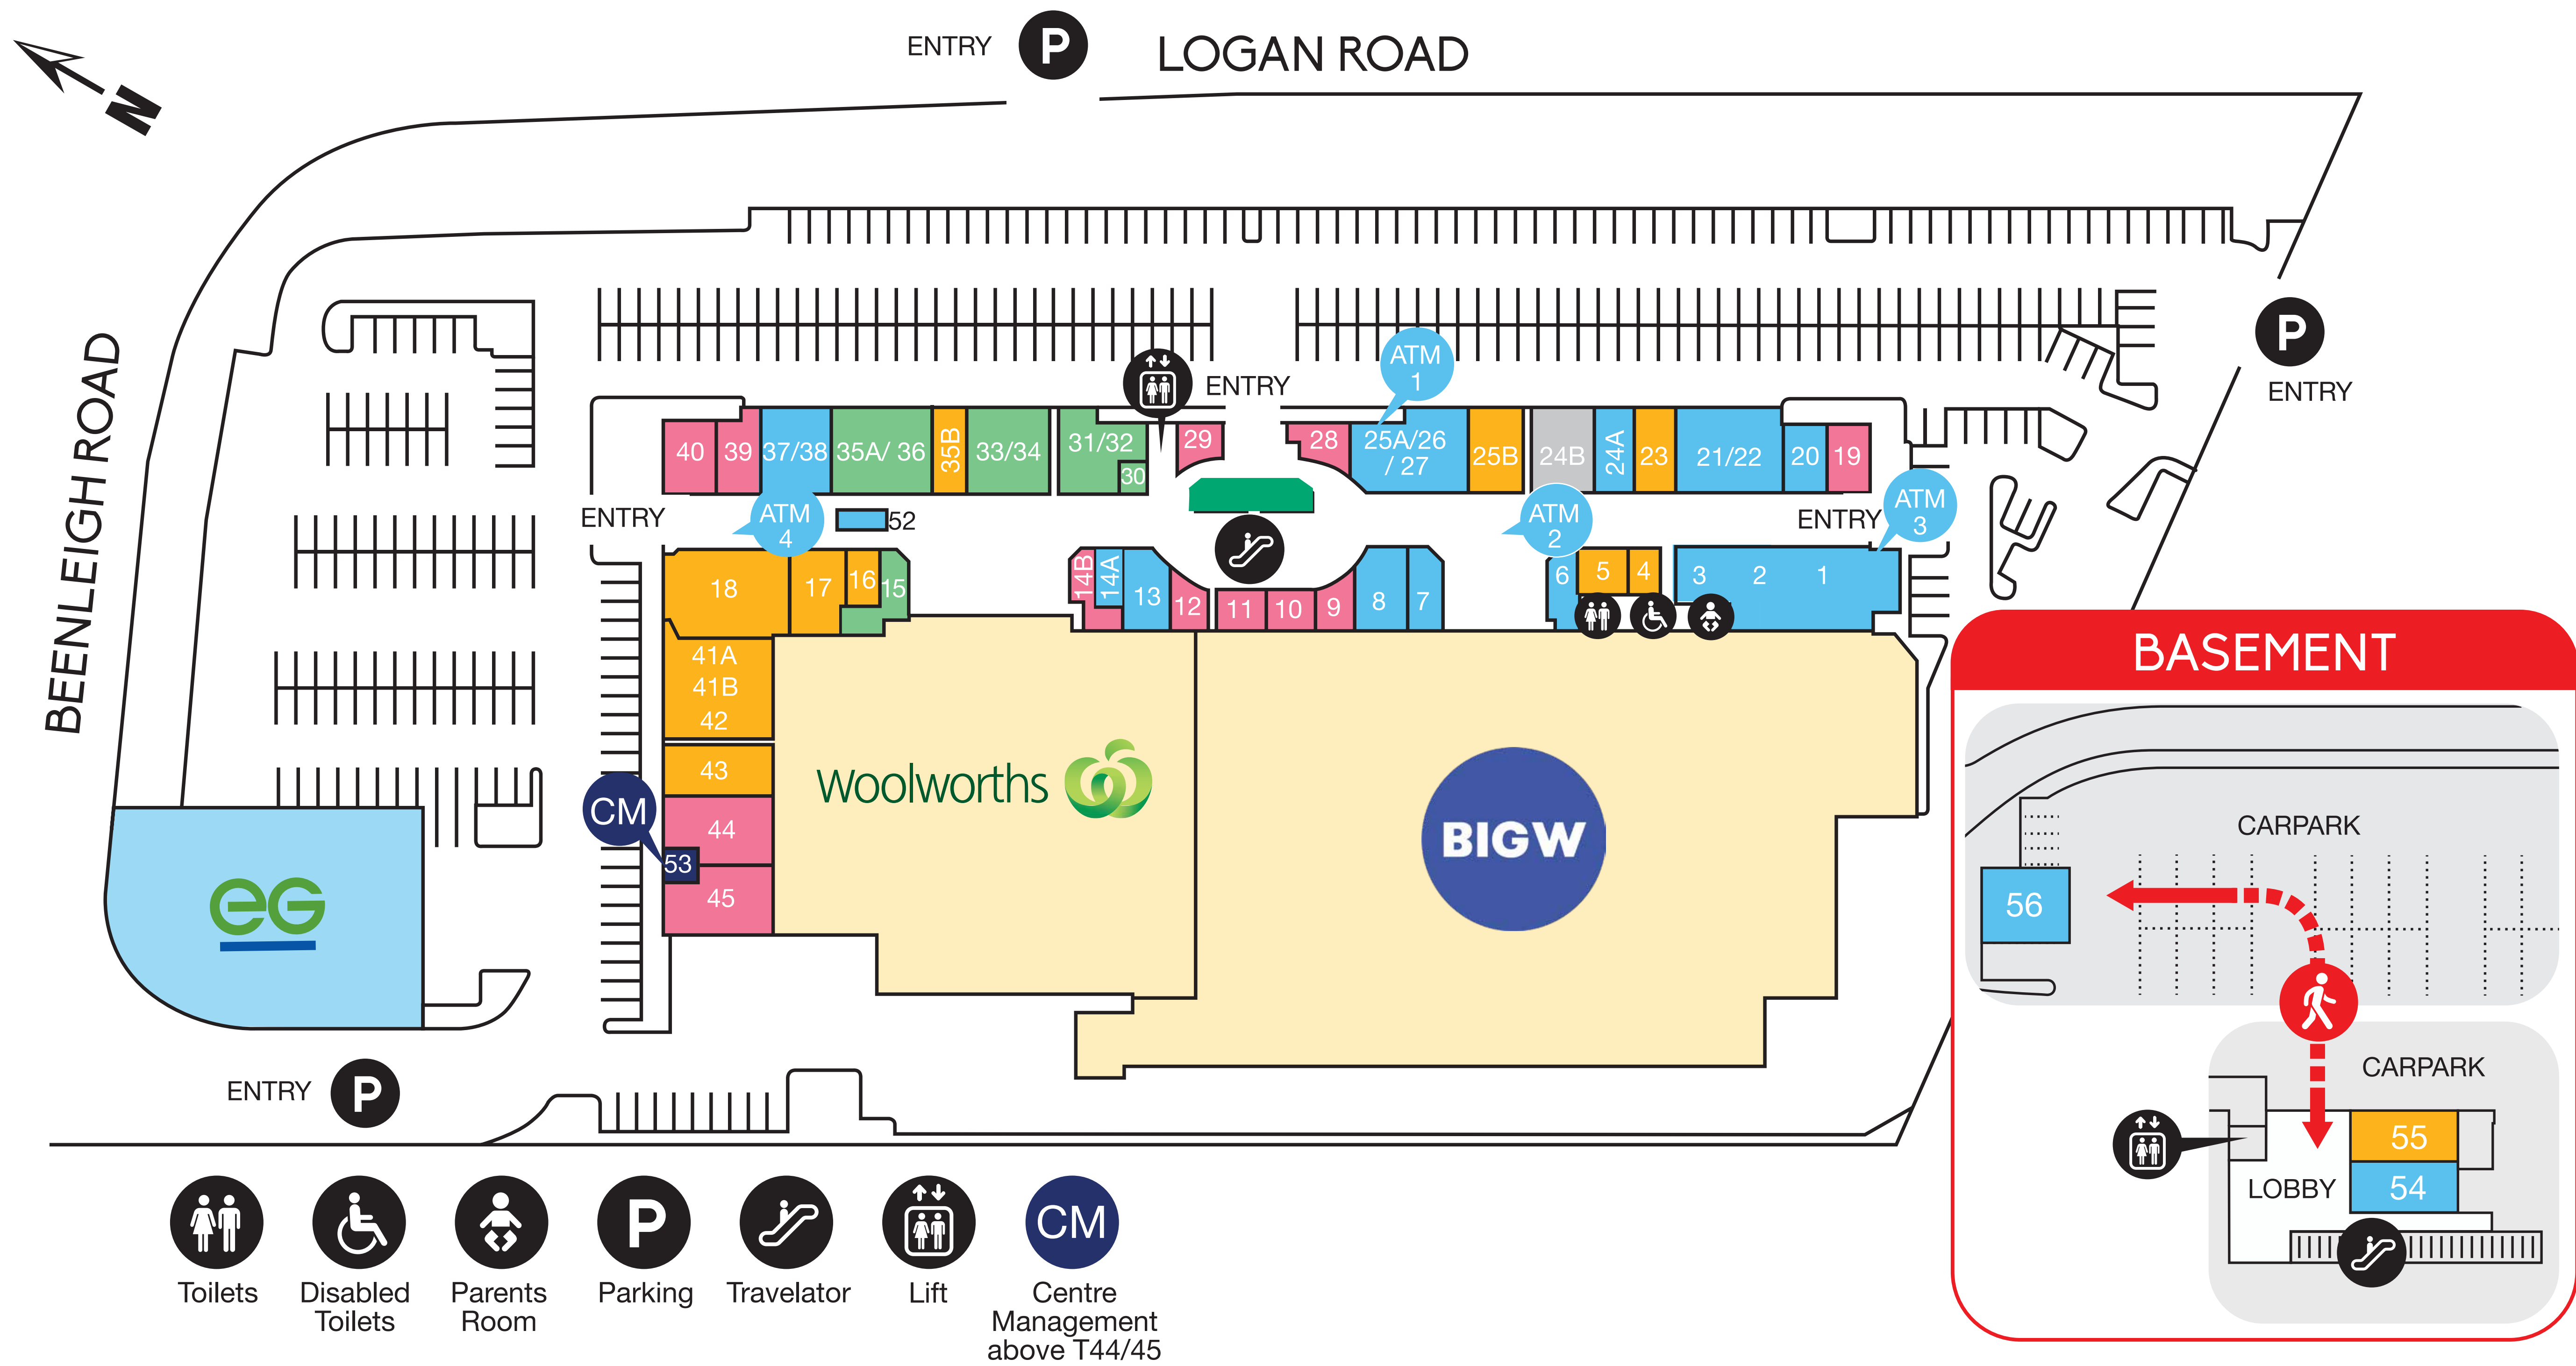 ENTRY
P
LOGAN ROAD
N
BEENLEIGH ROAD
P
ENTRY
ENTRY
ATM
1
40
39
37/38
35A/ 36
35B
33/34
31/32
30
29
28
25A/26
/ 27
25B
24B
24A
23
21/22
20
19
ENTRY
ATM
4
52
ATM
2
ENTRY
ATM
3
18
17
16
15
14B
14A
13
12
11
10
9
8
7
6
5
4
3
2
1
41A
41B
42
43
44
53
45
CM
Woolworths
BIGW
eG
ENTRY
P
BASEMENT
CARPARK
56
CARPARK
55
54
LOBBY
P
CM
Toilets
Disabled
Toilets
Parents
Room
Parking
Travelator
Lift
Centre
Management
above T44/45